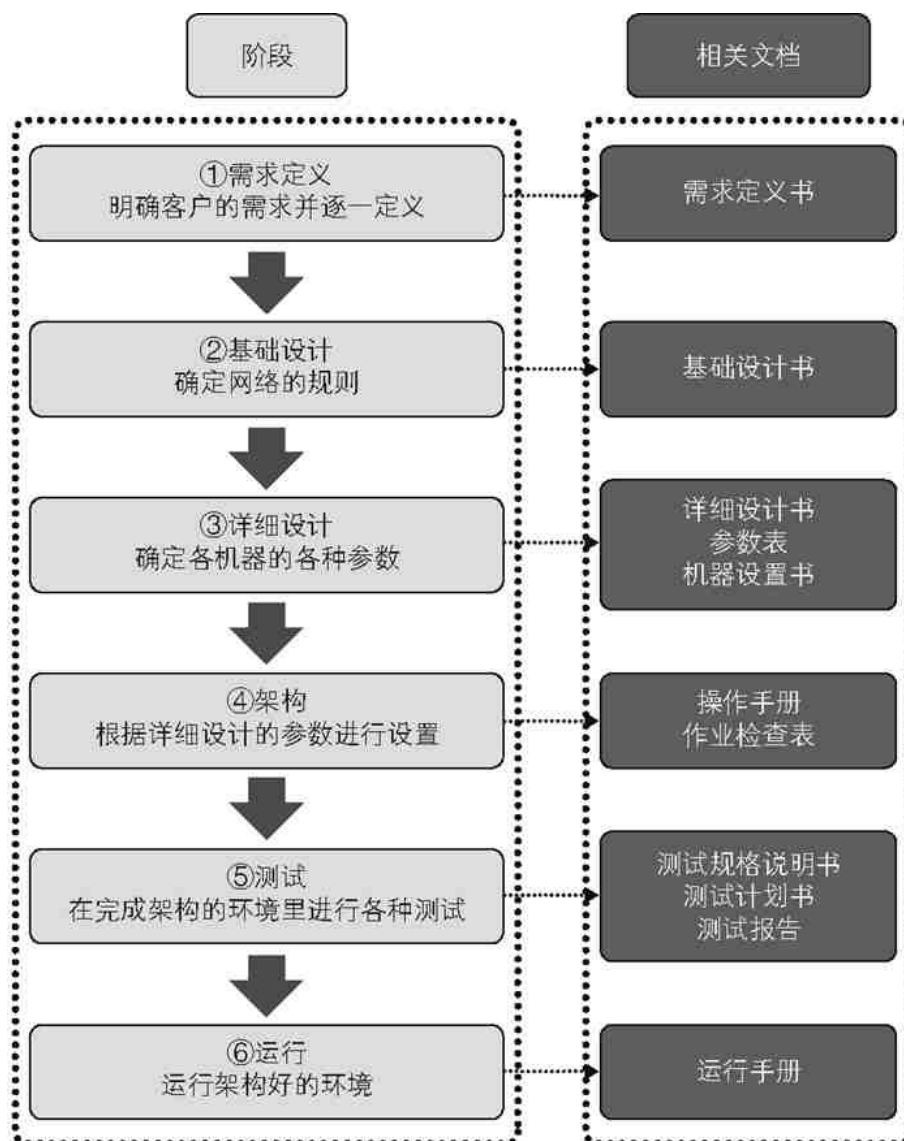 阶段
相关文档
①需求定义
明确客户的需求并逐一定义
需求定义书
②基础设计
确定网络的规则
基础设计书
③详细设计
确定各机器的各种参数
详细设计书
参数表
机器设置书
④架构
根据详细设计的参数进行设置
操作手册
作业检查表
⑤测试
在完成架构的环境里进行各种测试
测试规格说明书
测试计划书
测试报告
⑥运行
运行架构好的环境
运行手册